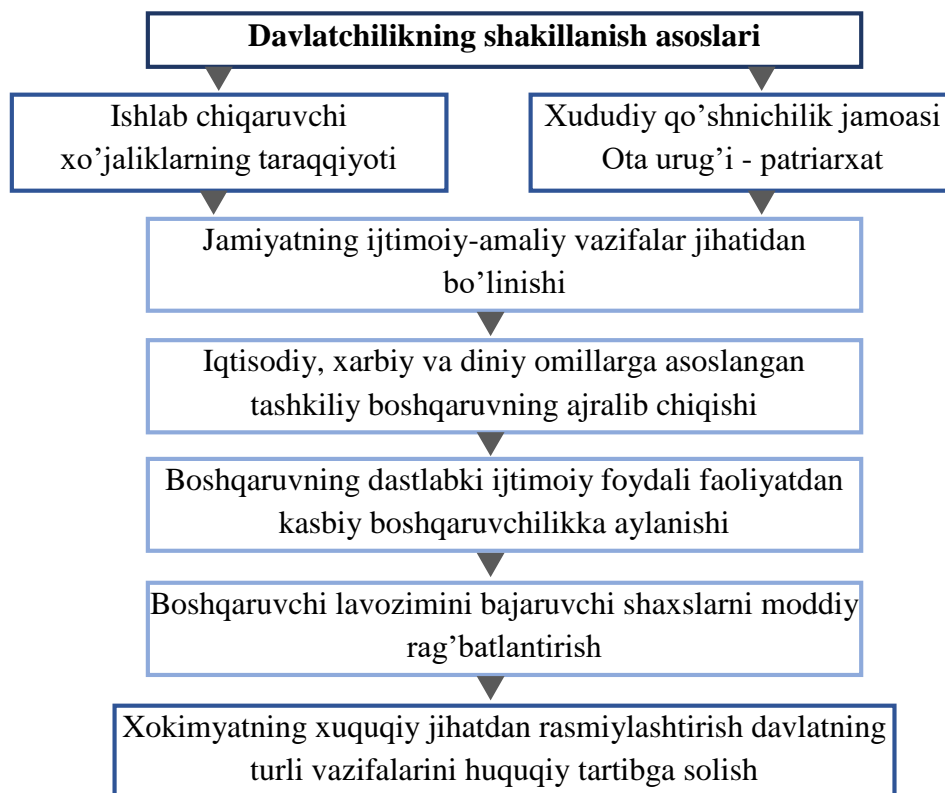 Davlatchilikning shakillanish asoslari
Ishlab chiqaruvchi
xo’jaliklarning taraqqiyoti
Xududiy qo’shnichilik jamoasi
Ota urug’i - patriarxat
Jamiyatning ijtimoiy-amaliy vazifalar jihatidan
bo’linishi
Iqtisodiy, xarbiy va diniy omillarga asoslangan
tashkiliy boshqaruvning ajralib chiqishi
Boshqaruvning dastlabki ijtimoiy foydali faoliyatdan
kasbiy boshqaruvchilikka aylanishi
Boshqaruvchi lavozimini bajaruvchi shaxslarni moddiy
rag’batlantirish
Xokimyatning xuquqiy jihatdan rasmiylashtirish davlatning
turli vazifalarini huquqiy tartibga solish